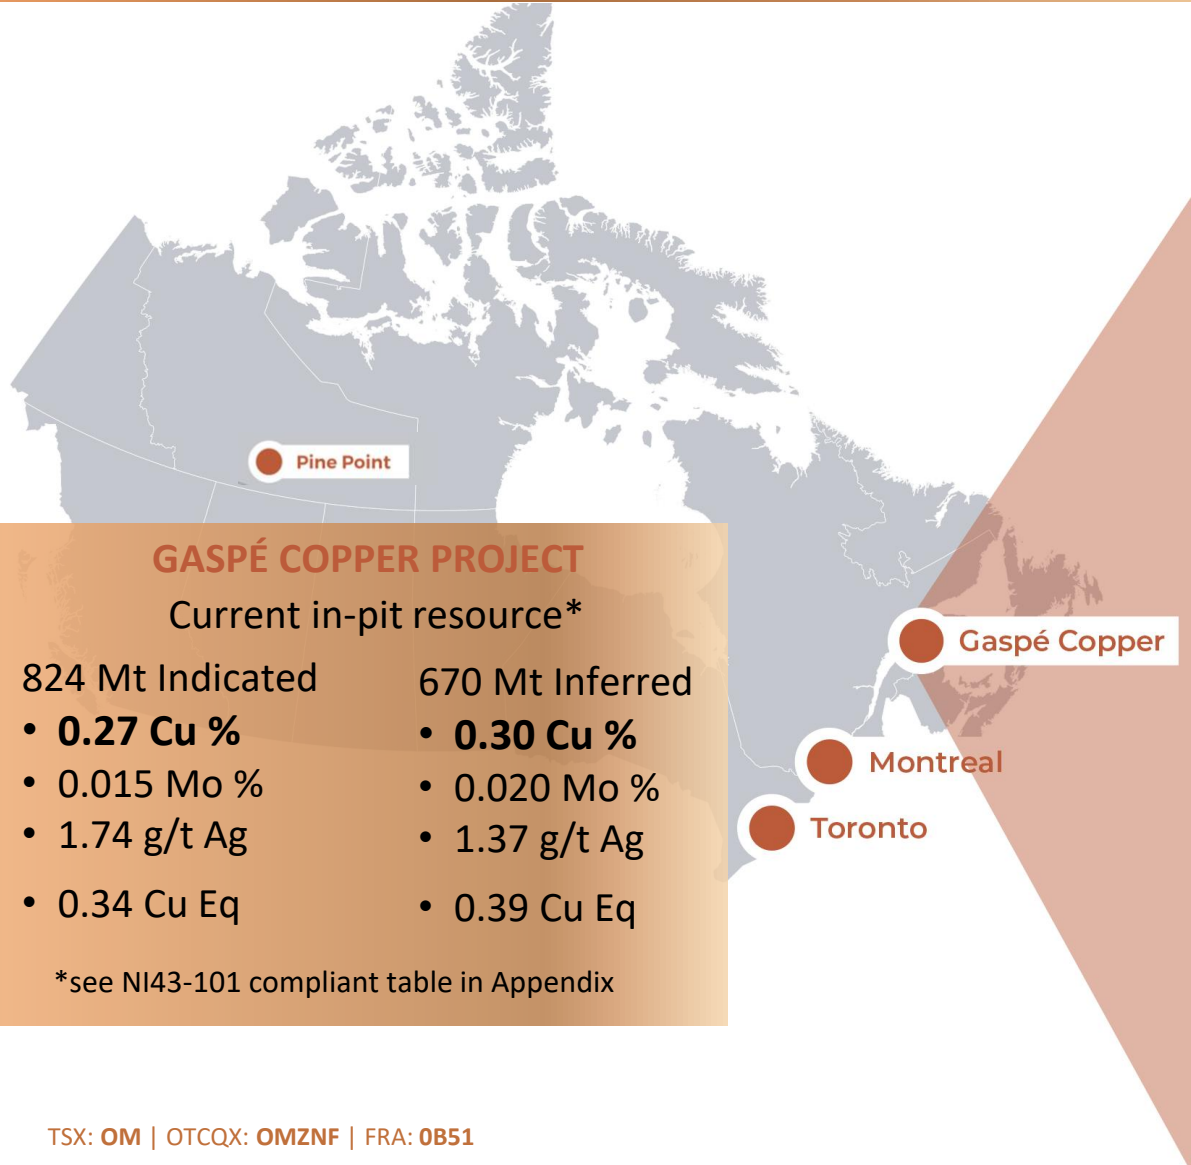 Pine Point
GASPÉ COPPER PROJECT
Current in-pit resource*
824 Mt Indicated
• 0.27 Cu %
• 0.015 Mo %
• 1.74 g/t Ag
• 0.34 Cu Eq
670 Mt Inferred
• 0.30 Cu %
• 0.020 Mo %
• 1.37 g/t Ag
• 0.39 Cu Eq
*see NI43-101 compliant table in Appendix
Gaspé Copper
Montreal
Toronto
TSX: OM | OTCQX: OMZNF | FRA: 0B51